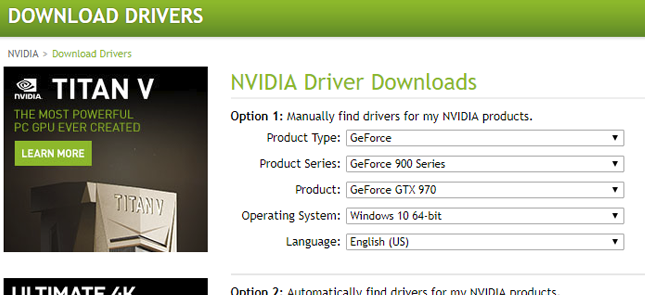 DOWNLOAD DRIVERS
NVIDIA > Download Drivers
NVIDIA
TITAN V
THE MOST POWERFUL
PC GPU EVER CREATED
LEARN MORE
TITAN V
ULTIMATE 4K
NVIDIA Driver Downloads
Option 1: Manually find drivers for my NVIDIA products.
Product Type: GeForce
Product Series: GeForce 900 Series
Product: GeForce GTX 970
Operating System: Windows 10 64-bit
Language: English (US)
Option 2: Automatically find drivers for my NVIDIA products.